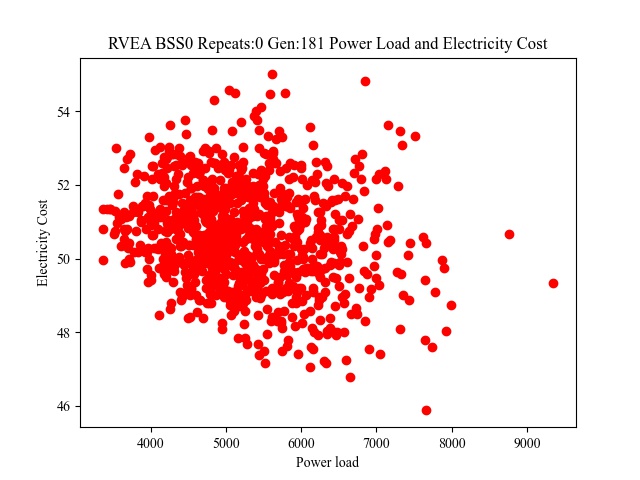 RVEA BSS0 Repeats:0 Gen:181 Power Load and Electricity Cost
54
52
50
48
46
Electricity Cost
4000 5000 6000 7000 8000 9000
Power load